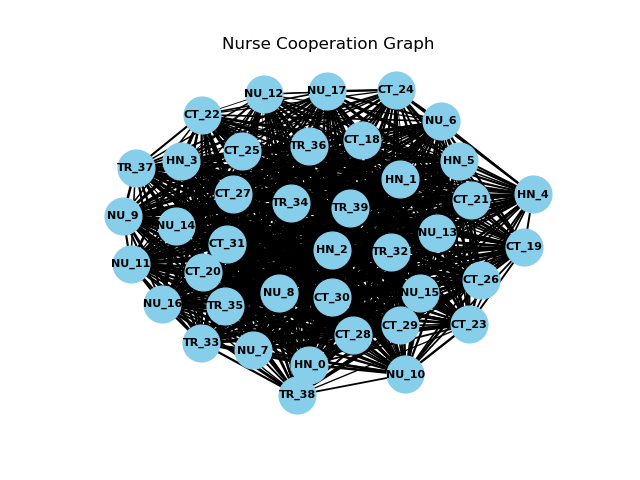 Nurse Cooperation Graph
CT_24
NU_17
NU_12
CT_22
NU_6
CT_18
TR_36
CT_25
HN_3
HN_5
TR_37
HN_1
CT_27
HN_4
CT_21
TR_34
TR_39
NU_9
NU_14
NU_13
CT_31
CT_19
HN_2
TR_32
NU_11
CT_20
CT_26
NU_8
NU_15
CT_30
NU_16
TR_35
CT_23
CT_29
CT_28
TR_33
NU_7
HN_0
NU_10
TR_38